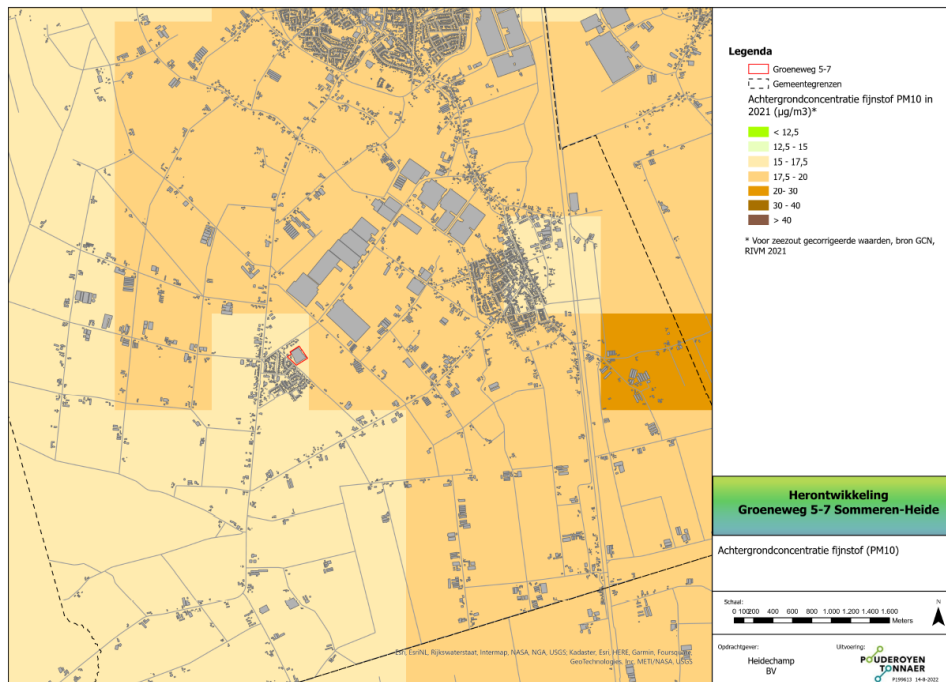 Legenda
Groeneweg 5-7
Gemeentegrenzen
Achtergrondconcentratie fijnstof PM10 in
2021 (µg/m3)*
< 12,5
12,5 - 15
15 - 17,5
17,5 - 20
20- 30
30 - 40
> 40
* Voor zeezout gecorrigeerde waarden, bron GCN,
RIVM 2021
Herontwikkeling
Groeneweg 5-7 Sommeren-Heide
Achtergrondconcentratie fijnstof (PM10)
Schaal:
0 100200 400 600 800 1.000 1.200 1.400 1.600
Meters
N
Opdrachtgever:
Heidechamp
BV
Uitvoering:
POUDEROYEN
TONNAER
P199613 14-8-2022
Esri, EsriNL, Rijkswaterstaat, Intermap, NASA, NGA, USGS, Kadaster, Esri, HERE, Garmin, Foursquare,
GeoTechnologies, Inc, METI/NASA, USGS